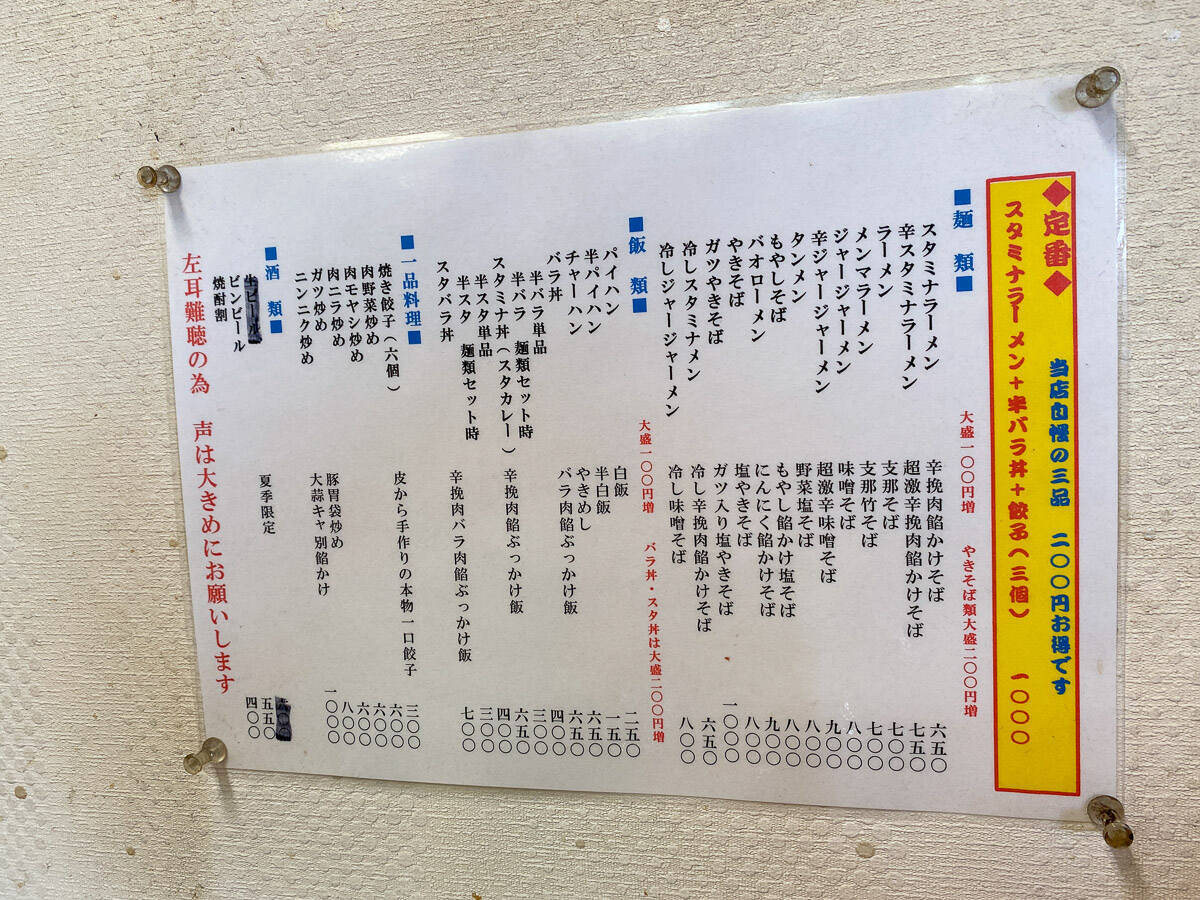 ◆定番◆ 当店自慢の三品 二〇〇円お得です
スタミナラーメン+半バラ丼+餃子（三個） 一〇〇〇
■麺類■ 大盛一〇〇円増 やきそば類大盛二〇〇円増
スタミナラーメン 辛挽肉餡かけそば 六五〇
辛スタミナラーメン 超激辛挽肉餡かけそば 七五〇
ラーメン 支那そば 七〇〇
メンマラーメン 支那竹そば 七〇〇
ジャージャーメン 味噌そば 八〇〇
辛ジャージャーメン 超激辛味噌そば 九〇〇
タンメン 野菜塩そば 八〇〇
もやしそば もやし餡かけ塩そば 八〇〇
バオローメン にんにく餡かけそば 九〇〇
やきそば 塩やきそば 八〇〇
ガツやきそば ガツ入り塩やきそば 一〇〇〇
冷しスタミナメン 冷し辛挽肉餡かけそば 六五〇
冷しジャージャーメン 冷し味噌そば 八〇〇
■飯類■ 大盛一〇〇円増 バラ丼・スタ丼は大盛二〇〇円増
パイハン 白飯 二五〇
半パイハン 半白飯 一五〇
チャーハン やきめし 六五〇
バラ丼 バラ肉餡ぶっかけ飯 六五〇
半バラ単品 四〇〇
半バラ 麺類セット時 三〇〇
スタミナ丼（スタカレー） 辛挽肉餡ぶっかけ飯 六五〇
半スタ単品 四〇〇
半スタ 麺類セット時 三〇〇
スタバラ丼 辛挽肉バラ肉餡ぶっかけ飯 七〇〇
■一品料理■
焼き餃子（六個） 皮から手作りの本物一口餃子 三〇〇
肉野菜炒め 六〇〇
肉モヤシ炒め 六〇〇
肉ニラ炒め 六〇〇
ガツ炒め 豚胃袋炒め 八〇〇
ニンニク炒め 大蒜キャ別餡かけ 一〇〇〇
■酒類■
生ビール 夏季限定
ビンビール 五五〇
焼酎割 四〇〇
左耳難聴の為 声は大きめにお願いします